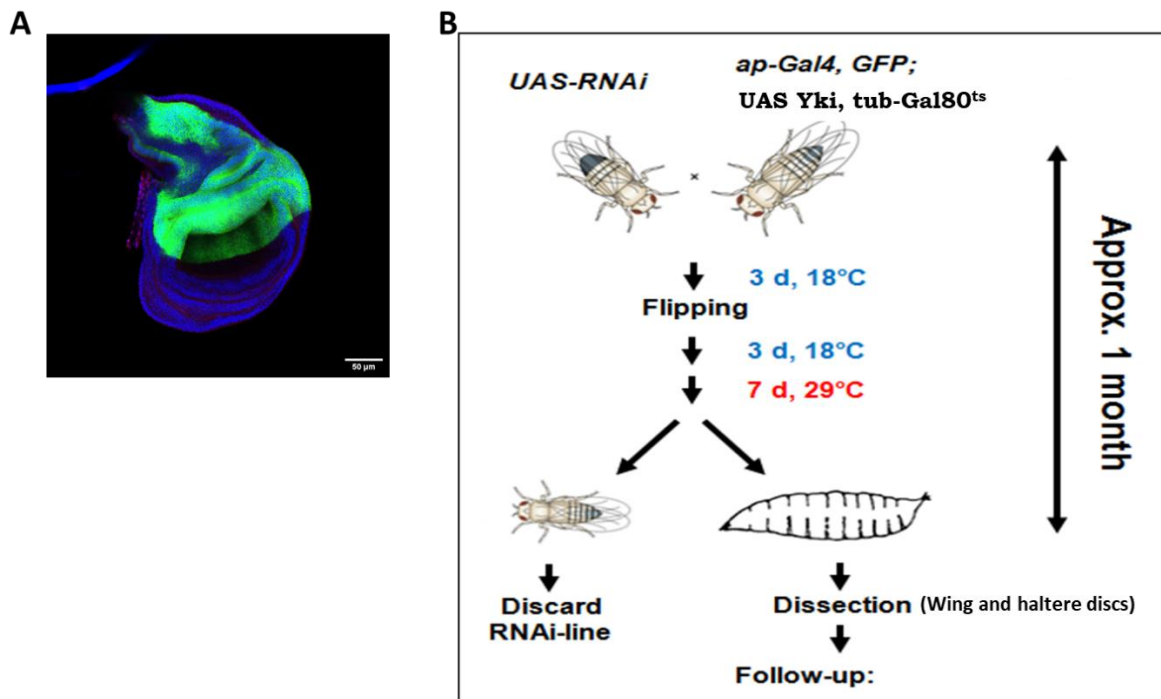 A
50 µm
B
UAS-RNAi
ap-Gal4, GFP;
UAS Yki, tub-Gal80ᵗˢ
×
3 d, 18°C
Flipping
3 d, 18°C
7 d, 29°C
Approx. 1 month
Discard
RNAi-line
Dissection (Wing and haltere discs)
Follow-up: